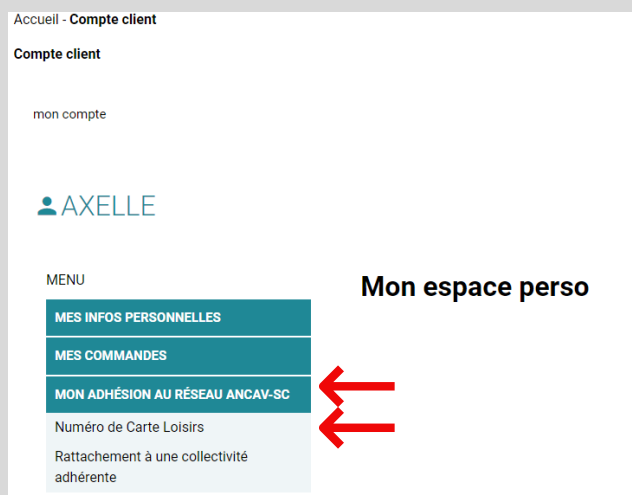 Accueil - Compte client
Compte client
mon compte
AXELLE
MENU
Mon espace perso
MES INFOS PERSONNELLES
MES COMMANDES
MON ADHÉSION AU RÉSEAU ANCAV-SC
Numéro de Carte Loisirs
Rattachement à une collectivité
adhérente